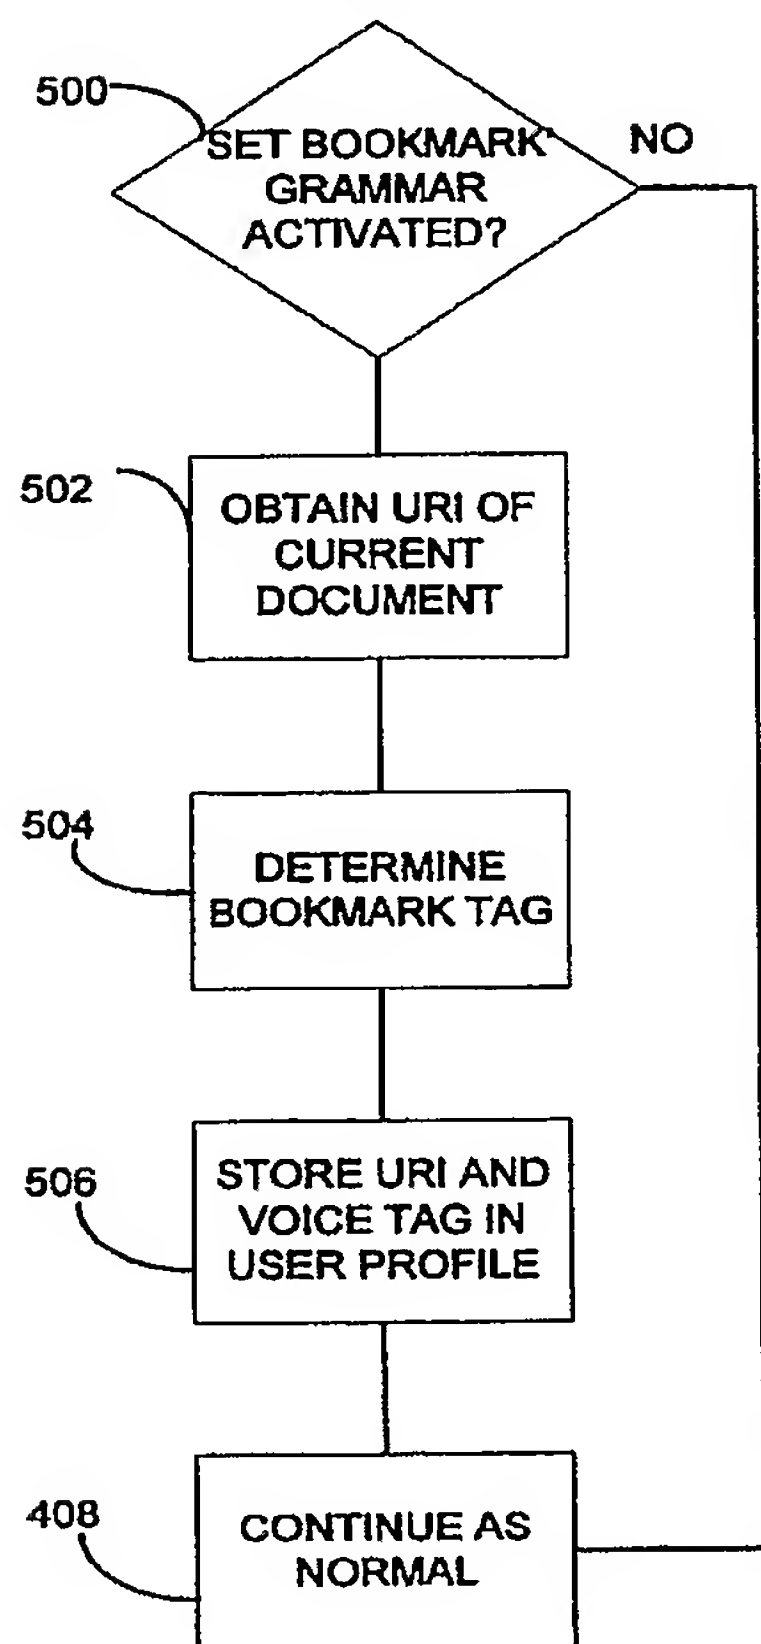 500
SET BOOKMARK
GRAMMAR
ACTIVATED?
NO
502
OBTAIN URI OF
CURRENT
DOCUMENT
504
DETERMINE
BOOKMARK TAG
506
STORE URI AND
VOICE TAG IN
USER PROFILE
408
CONTINUE AS
NORMAL